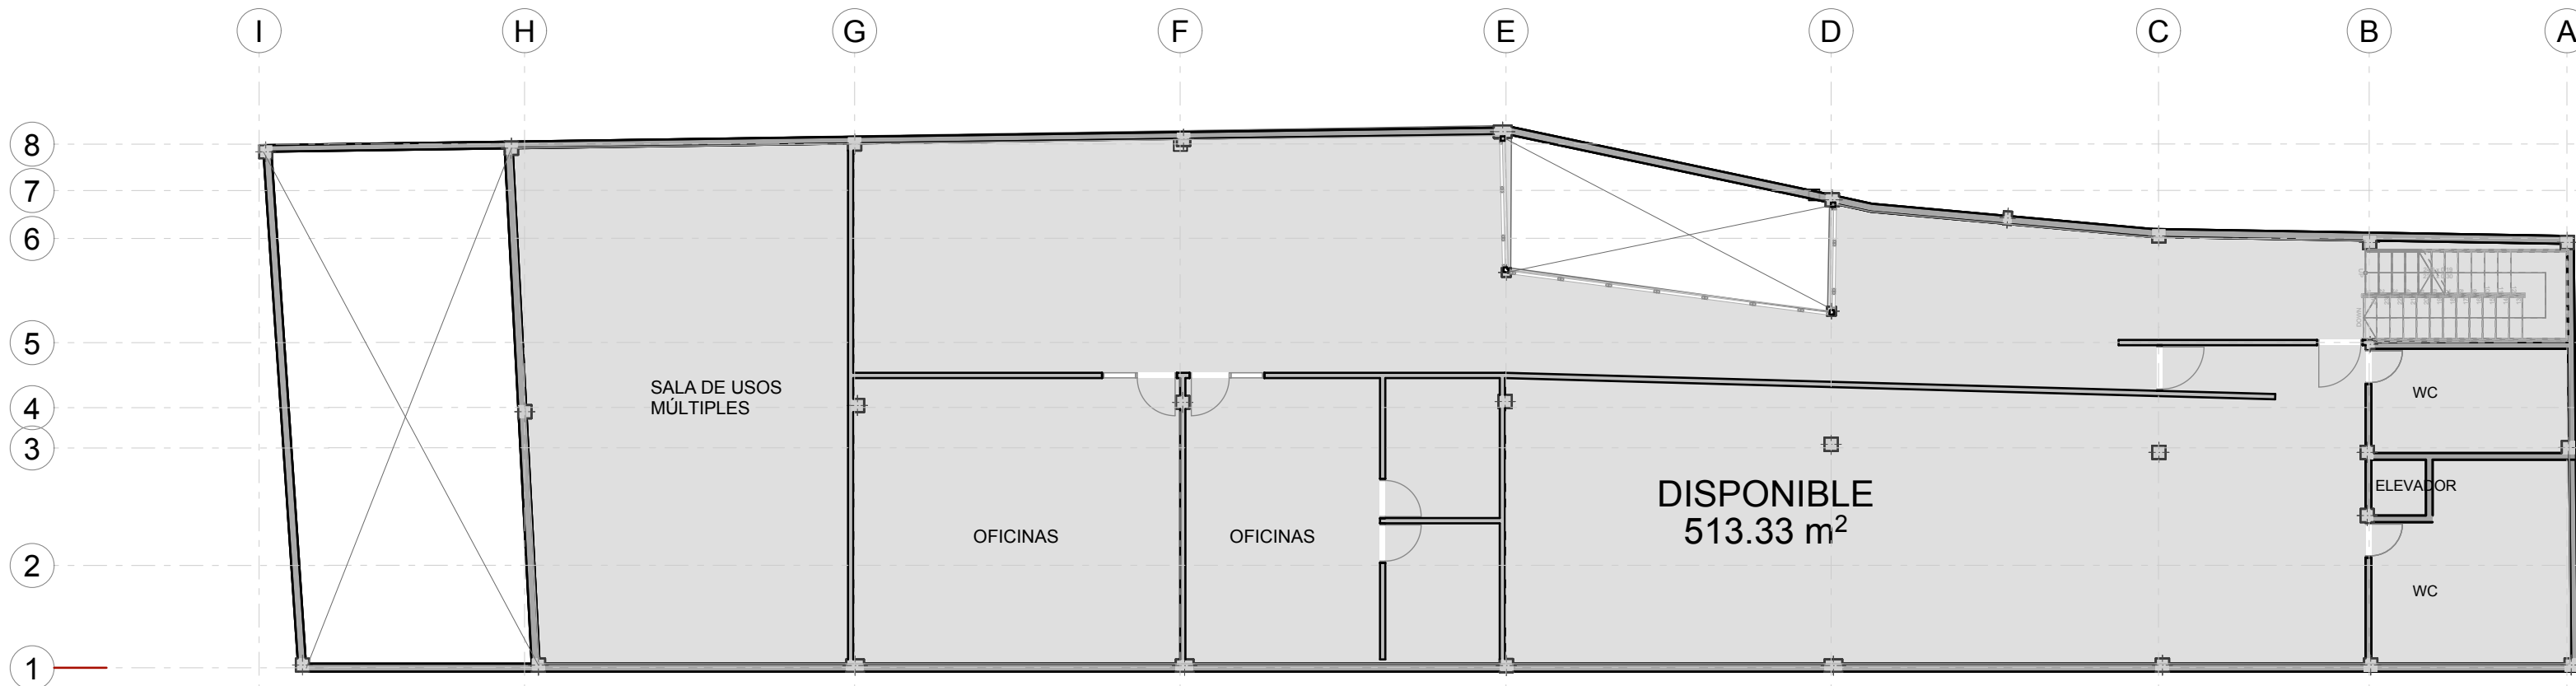 I H G F E D C B A
8
7
6
5
4
3
2
1
SALA DE USOS
MÚLTIPLES
OFICINAS
OFICINAS
DISPONIBLE
513.33 m²
DOWN
WC
ELEVADOR
WC